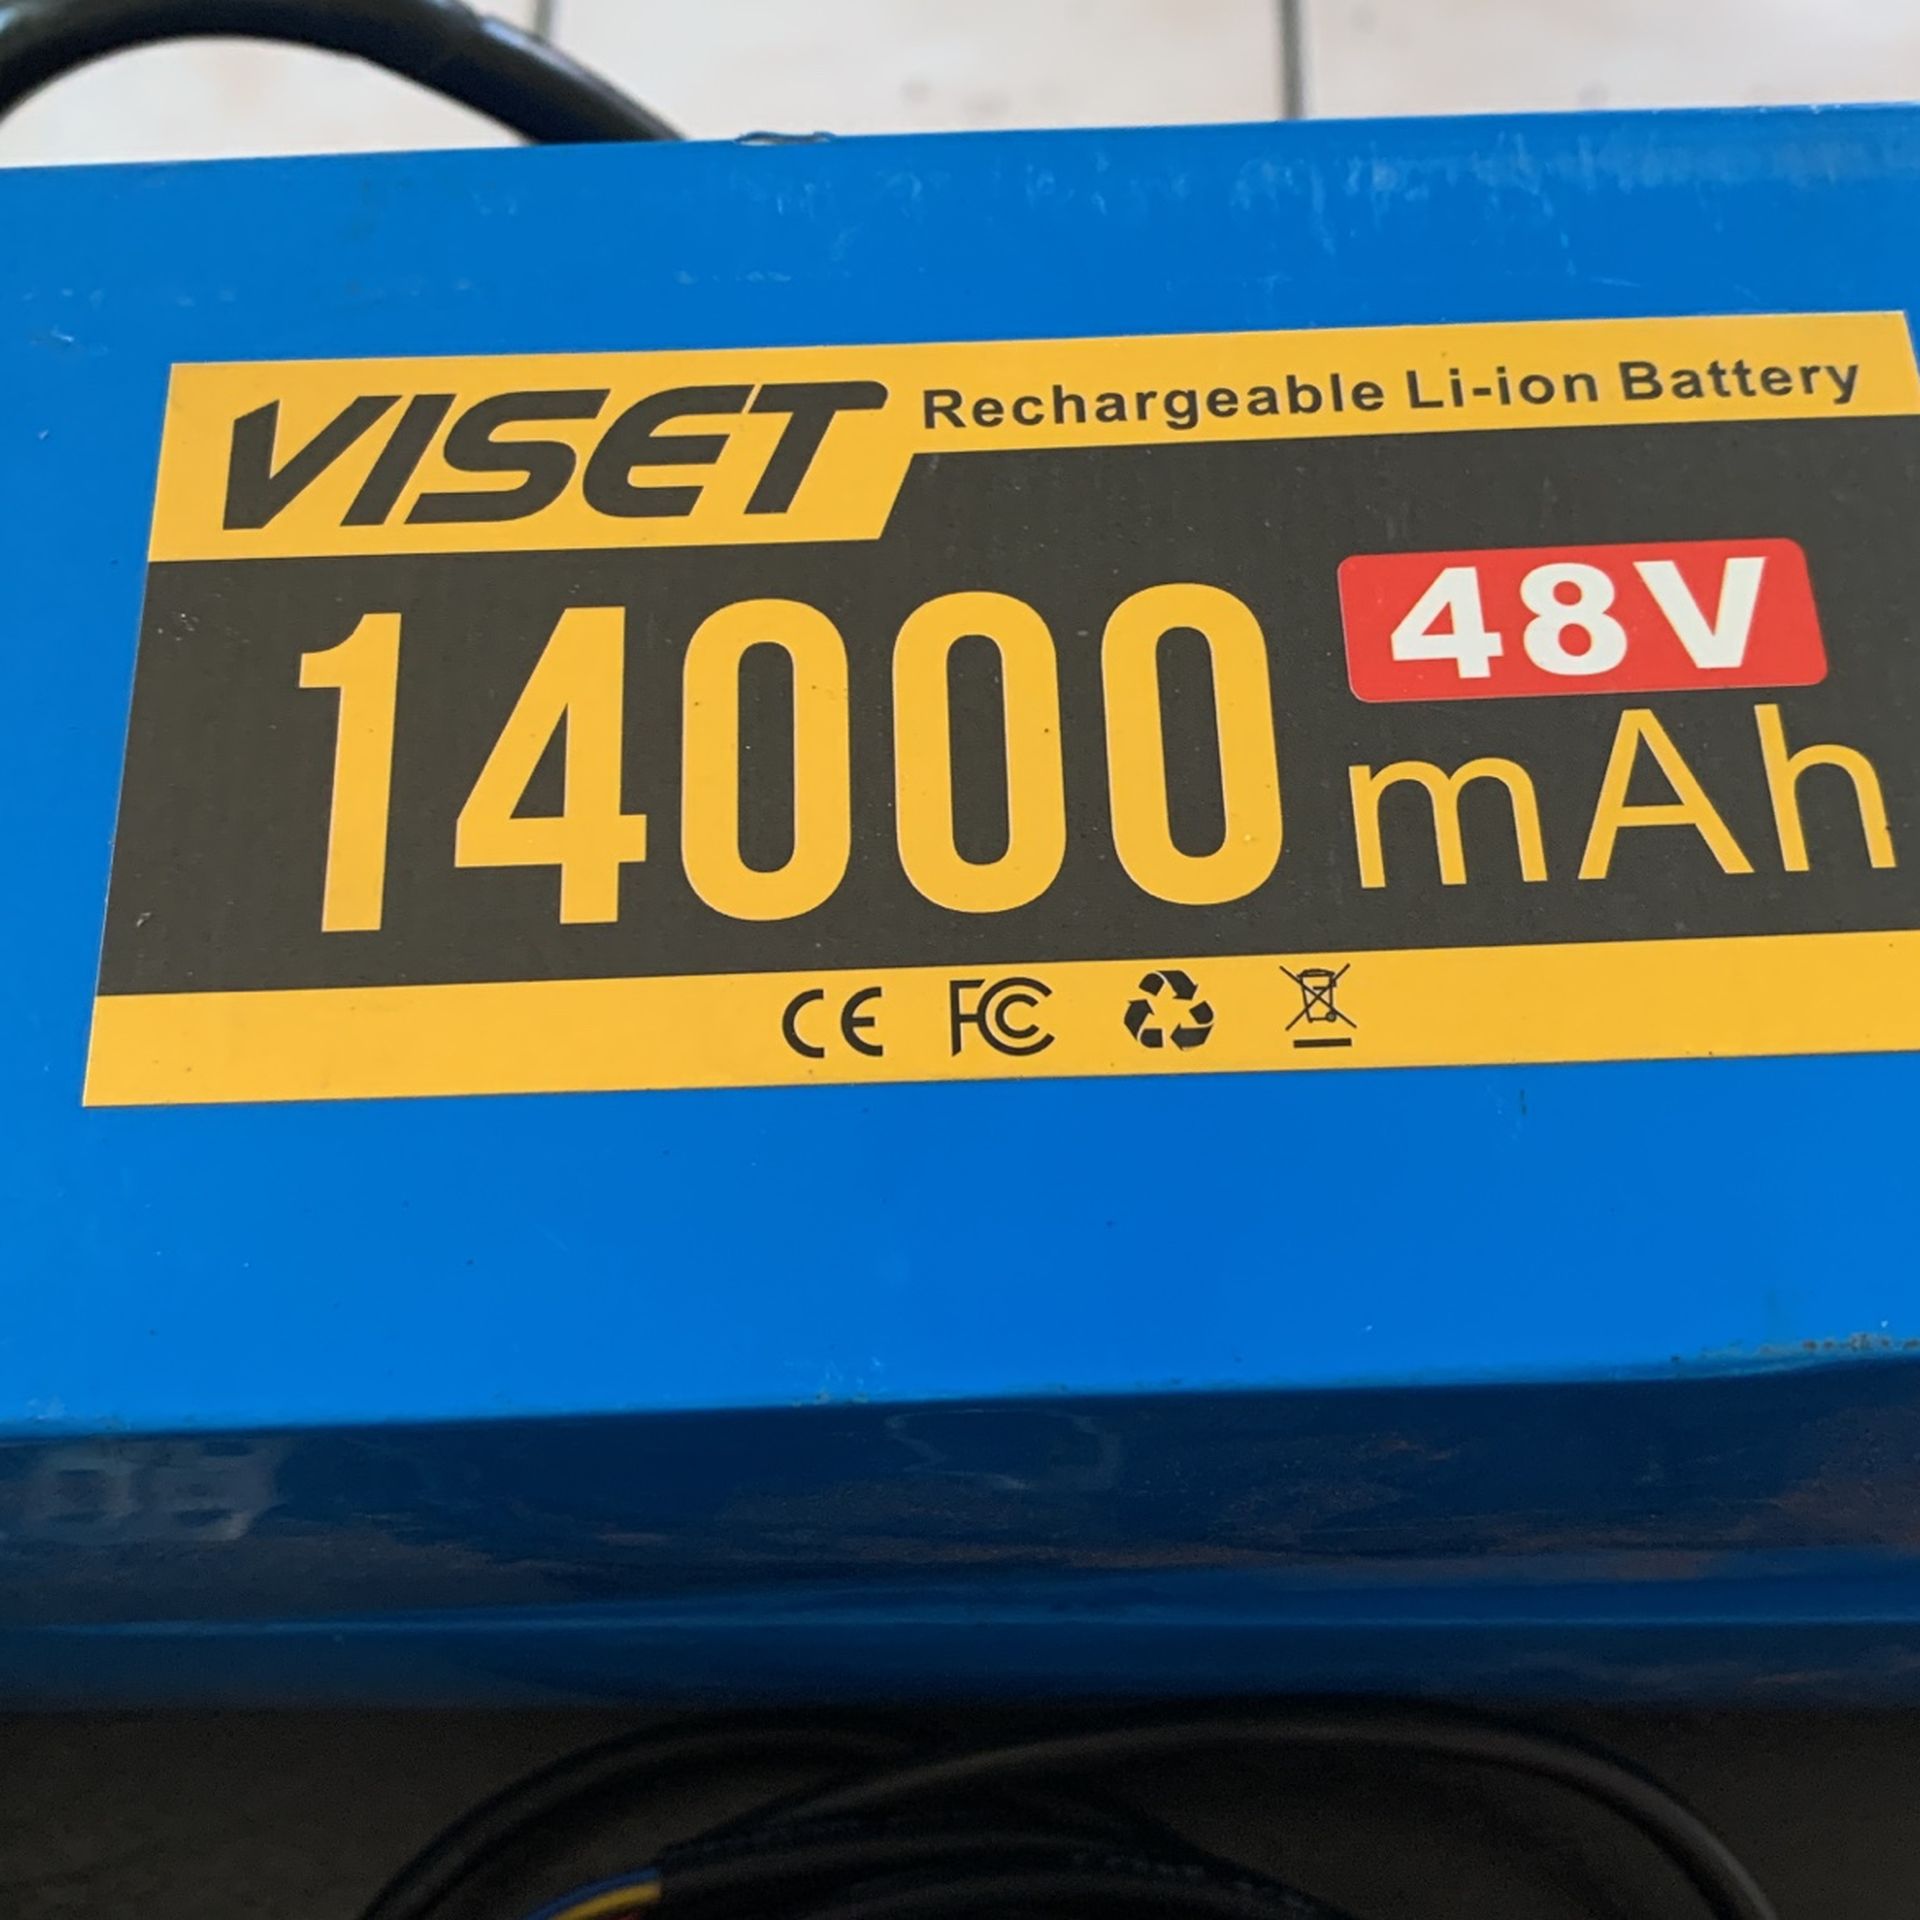 VISET Rechargeable Li-ion Battery
48V
14000 mAh
CE FC